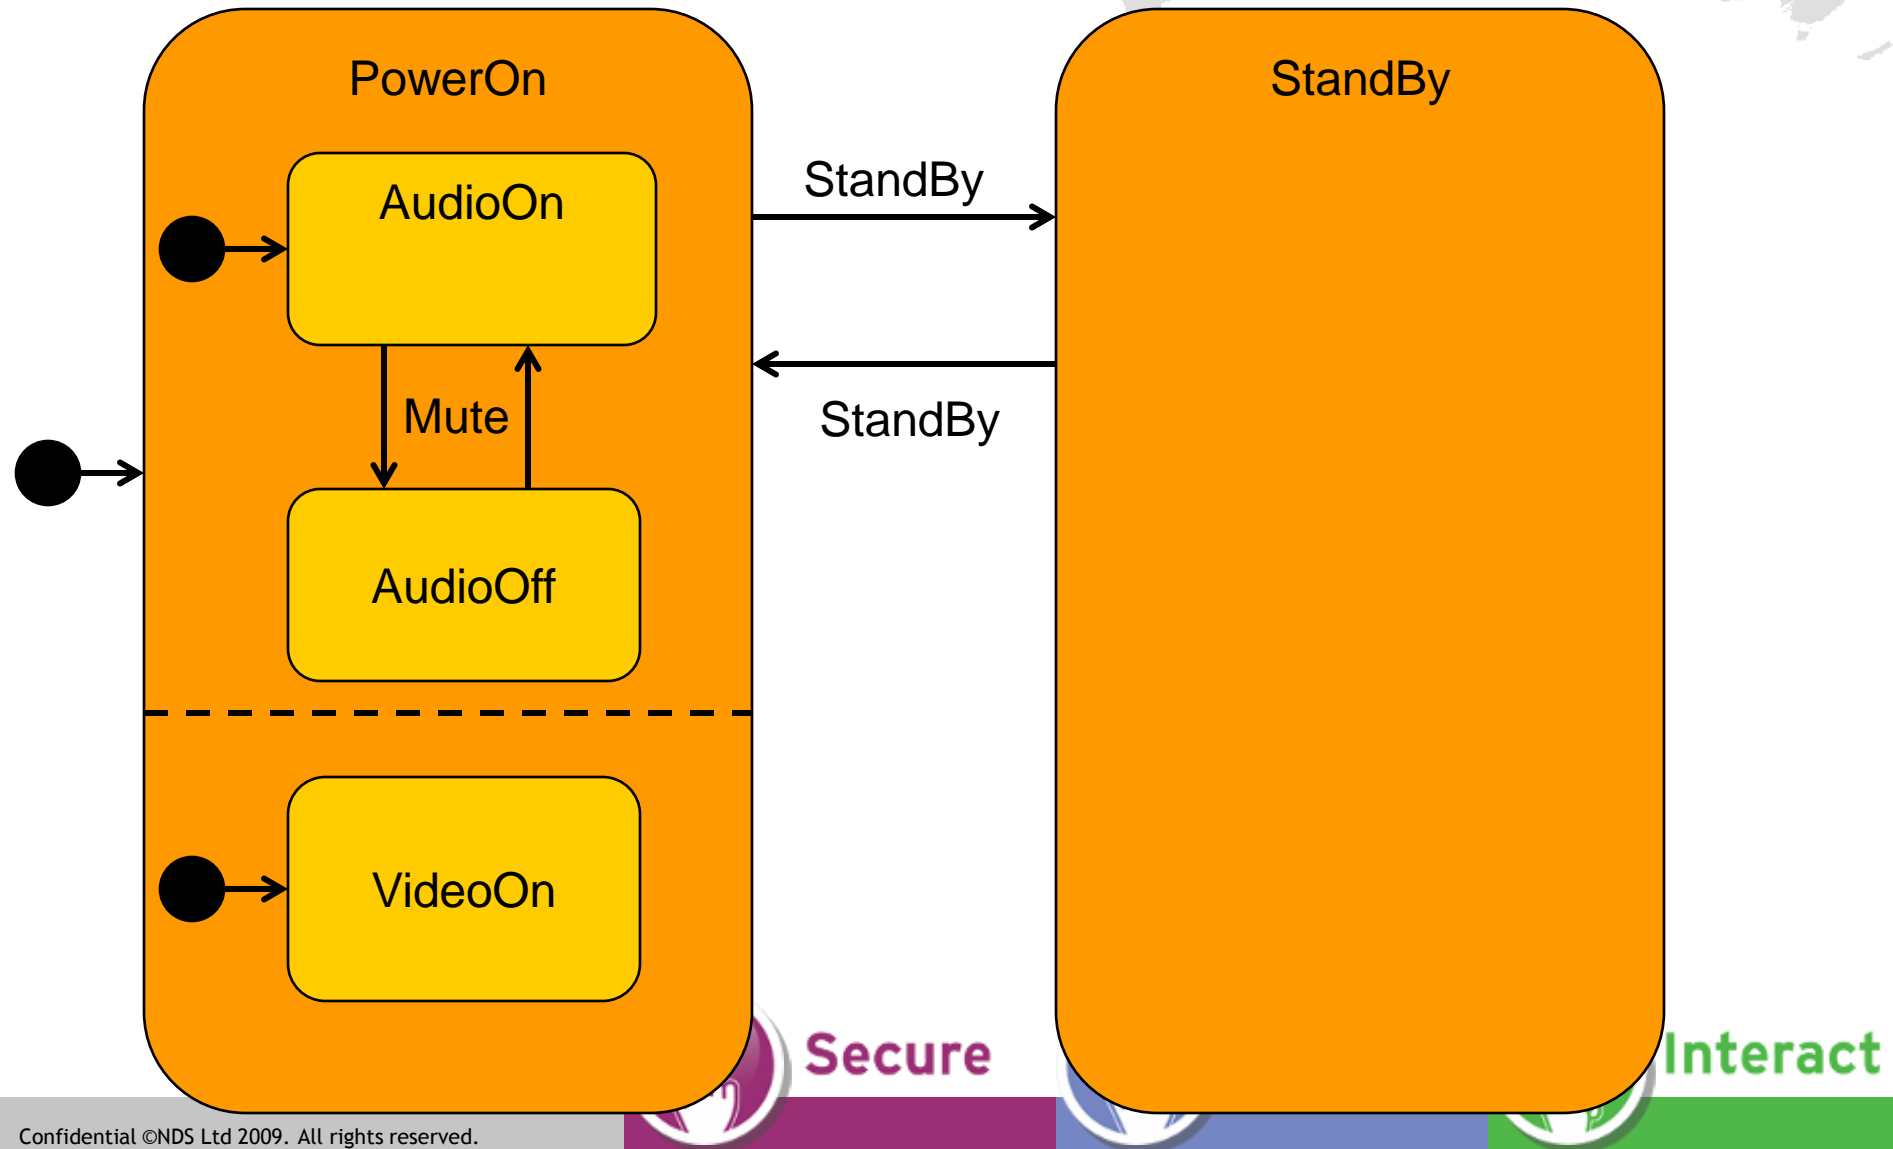 PowerOn
StandBy
AudioOn
StandBy
Mute
StandBy
AudioOff
VideoOn
Secure
Interact
Confidential ©NDS Ltd 2009. All rights reserved.